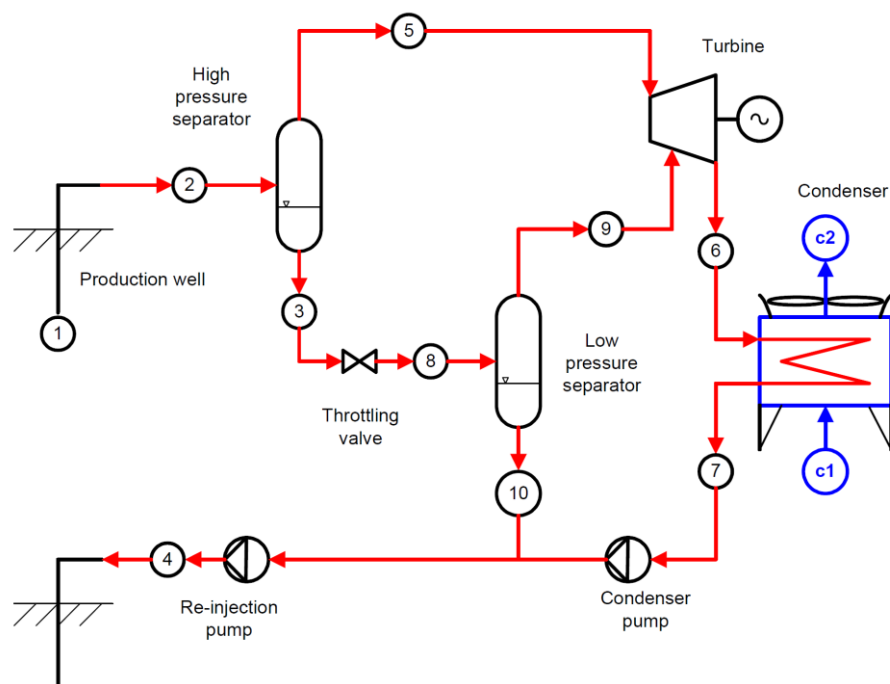 5
Turbine
High
pressure
separator
2
Condenser
9
6
c2
Production well
3
1
8
Low
pressure
separator
Throttling
valve
7
c1
10
4
Re-injection
pump
Condenser
pump